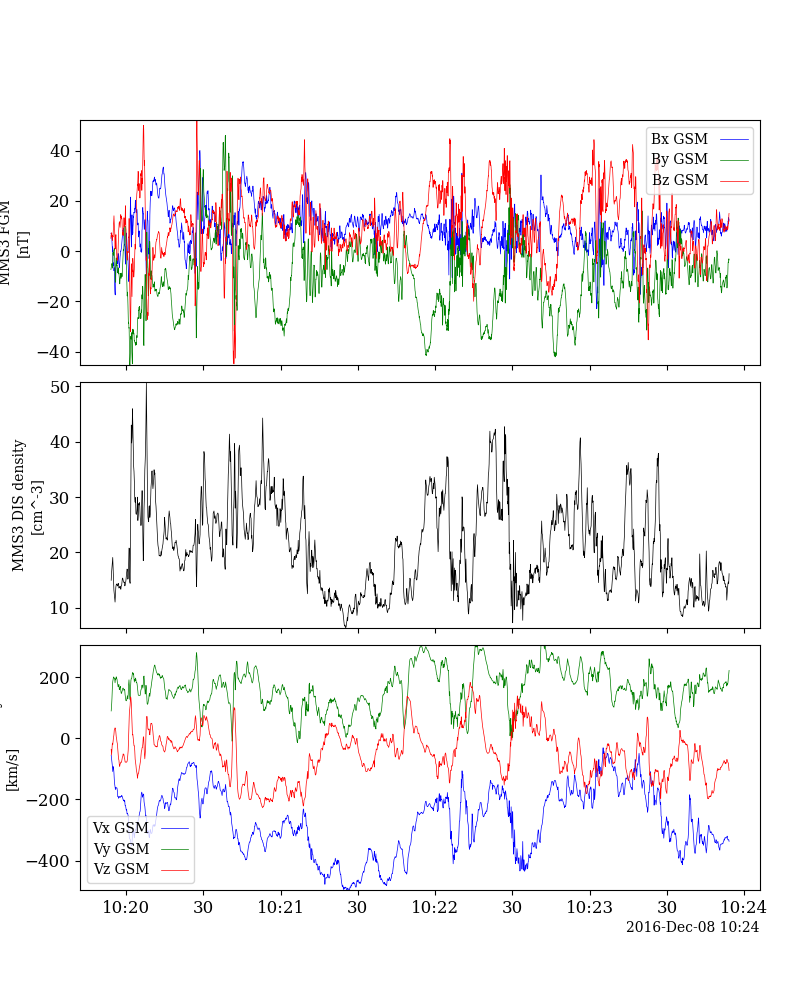 MMS3 FGM
[nT]
40
20
0
−20
−40
Bx GSM
By GSM
Bz GSM
MMS3 DIS density
[cm^-3]
50
40
30
20
10
[km/s]
200
0
−200
−400
Vx GSM
Vy GSM
Vz GSM
10:20 30 10:21 30 10:22 30 10:23 30 10:24
2016-Dec-08 10:24